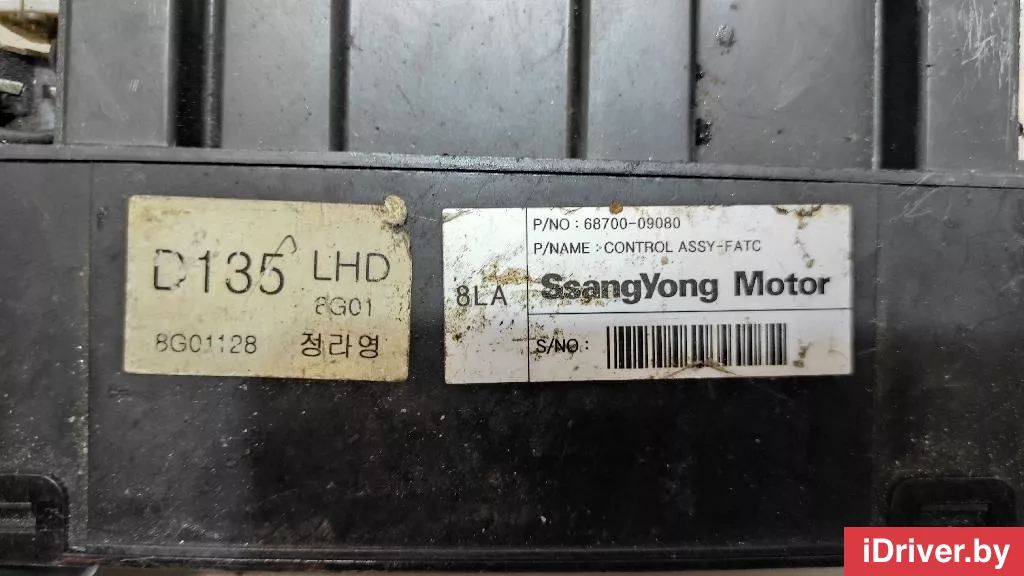 D135 LHD
8G01
8G01128 정라영
P/NO : 68700-09080
P/NAME : CONTROL ASSY-FATC
8LA SsangYong Motor
S/NO :
iDriver.by